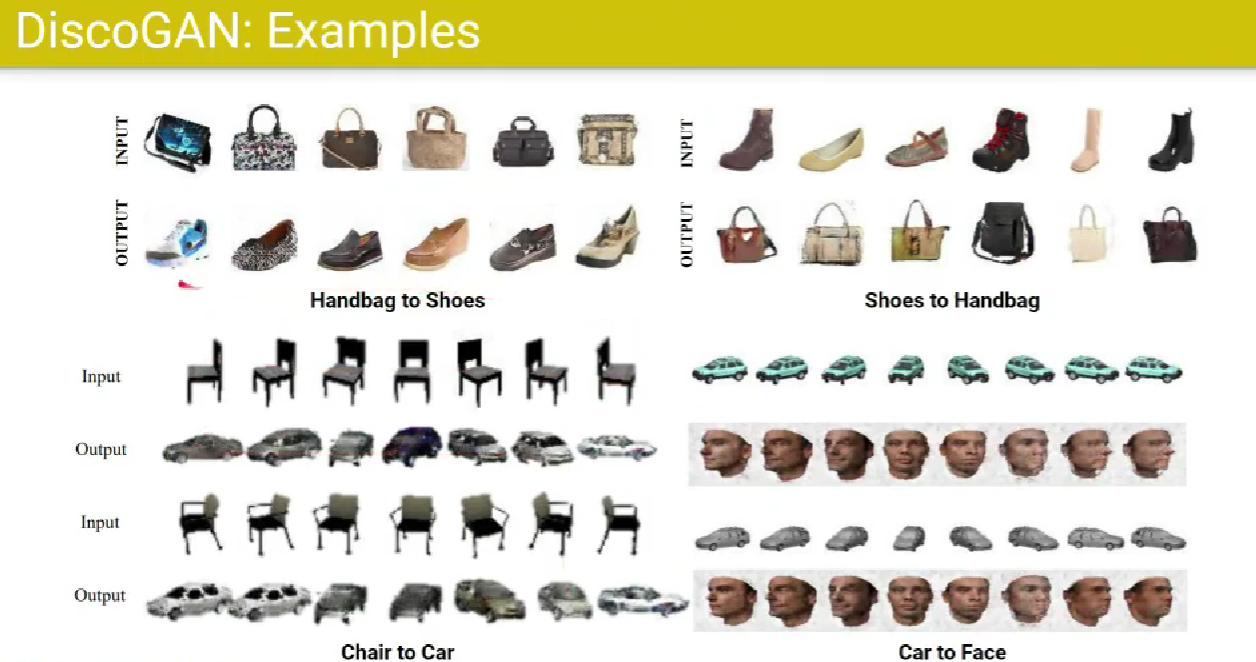 DiscoGAN: Examples
INPUT
OUTPUT
Handbag to Shoes
INPUT
OUTPUT
Shoes to Handbag
Input
Output
Input
Output
Chair to Car
Car to Face